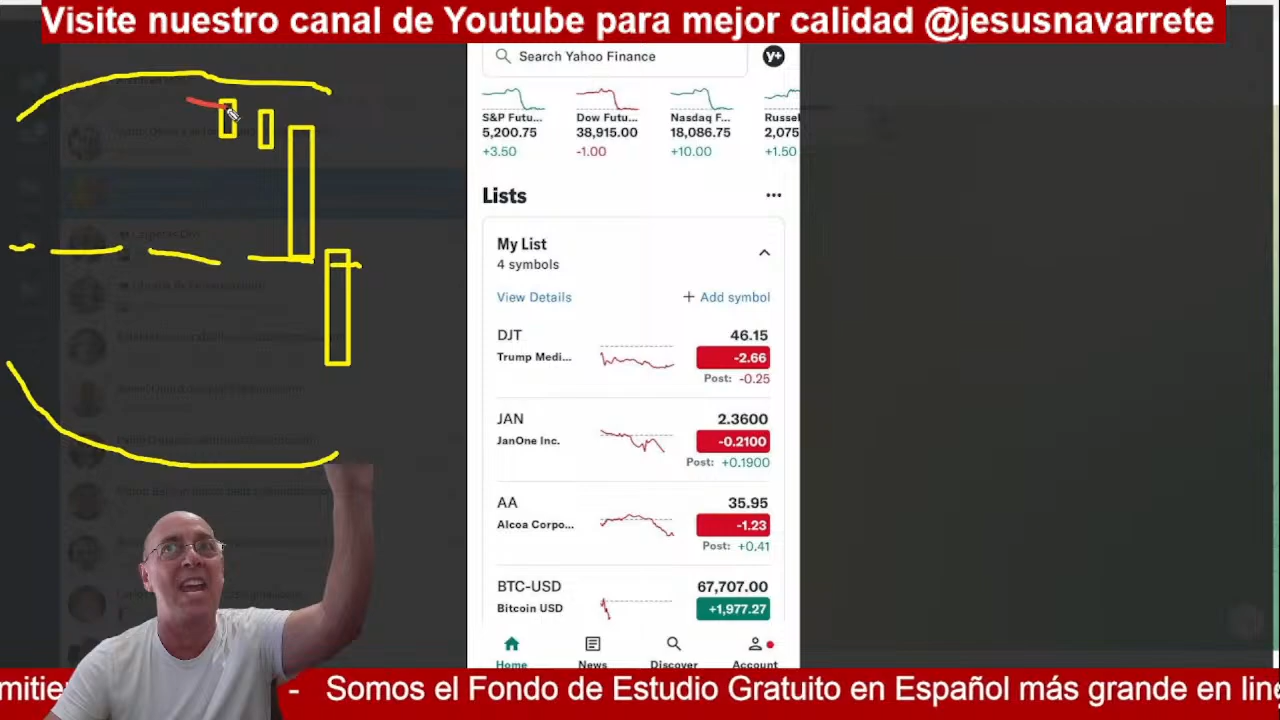 Visite nuestro canal de Youtube para mejor calidad @jesusnavarrete
Search Yahoo Finance
y+
S&P Futu... Dow Futu... Nasdaq F... Russel
5,200.75 38,915.00 18,086.75 2,075
+3.50 -1.00 +10.00 +1.50
Lists
My List
4 symbols
View Details + Add symbol
DJT 46.15
Trump Medi... -2.66
Post: -0.25
JAN 2.3600
JanOne Inc. -0.2100
Post: +0.1900
AA 35.95
Alcoa Corpo... -1.23
Post: +0.41
BTC-USD 67,707.00
Bitcoin USD +1,977.27
Home News Discover Account
mitie - Somos el Fondo de Estudio Gratuito en Español más grande en line